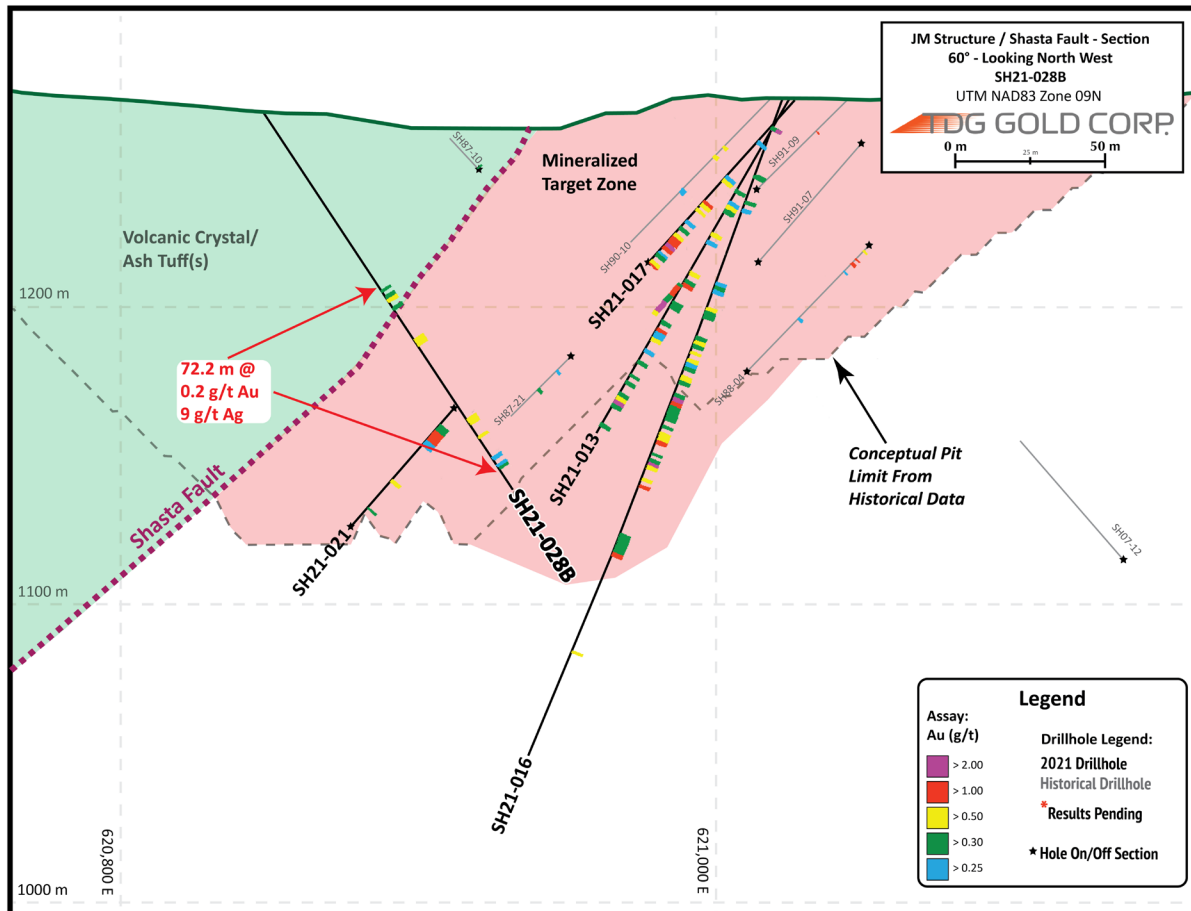 JM Structure / Shasta Fault - Section
60° - Looking North West
SH21-028B
UTM NAD83 Zone 09N
TDG GOLD CORP.
0 m
25 m
50 m
SH87-10
Mineralized
Target Zone
SH91-09
SH91-07
Volcanic Crystal/
Ash Tuff(s)
SH90-10
SH21-017
1200 m
72.2 m @
0.2 g/t Au
9 g/t Ag
SH87-21
SH88-04
SH21-013
Conceptual Pit
Limit From
Historical Data
Shasta Fault
SH21-028B
SH21-021
SH07-12
1100 m
SH21-016
620,800 E
621,000 E
1000 m
Legend
Assay:
Au (g/t)
> 2.00
> 1.00
> 0.50
> 0.30
> 0.25
Drillhole Legend:
2021 Drillhole
Historical Drillhole
*Results Pending
★ Hole On/Off Section